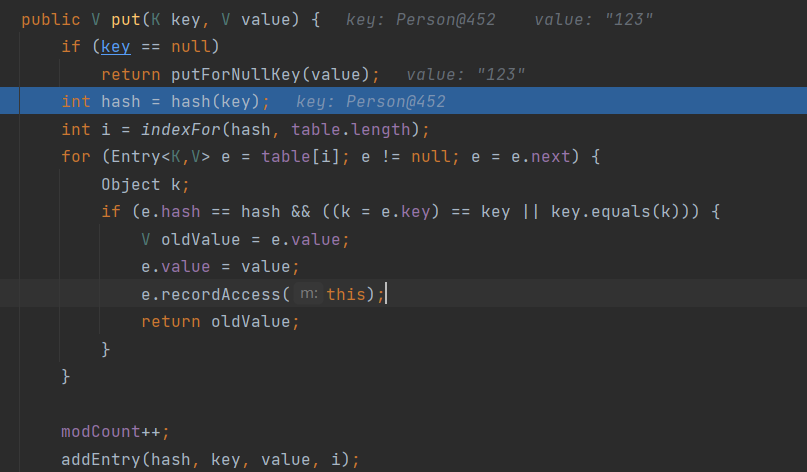 public V put(K key, V value) {   key: Person@452    value: "123"
    if (key == null)
        return putForNullKey(value);   value: "123"
    int hash = hash(key);   key: Person@452
    int i = indexFor(hash, table.length);
    for (Entry<K,V> e = table[i]; e != null; e = e.next) {
        Object k;
        if (e.hash == hash && ((k = e.key) == key || key.equals(k))) {
            V oldValue = e.value;
            e.value = value;
            e.recordAccess( m: this);
            return oldValue;
        }
    }
    modCount++;
    addEntry(hash, key, value, i);